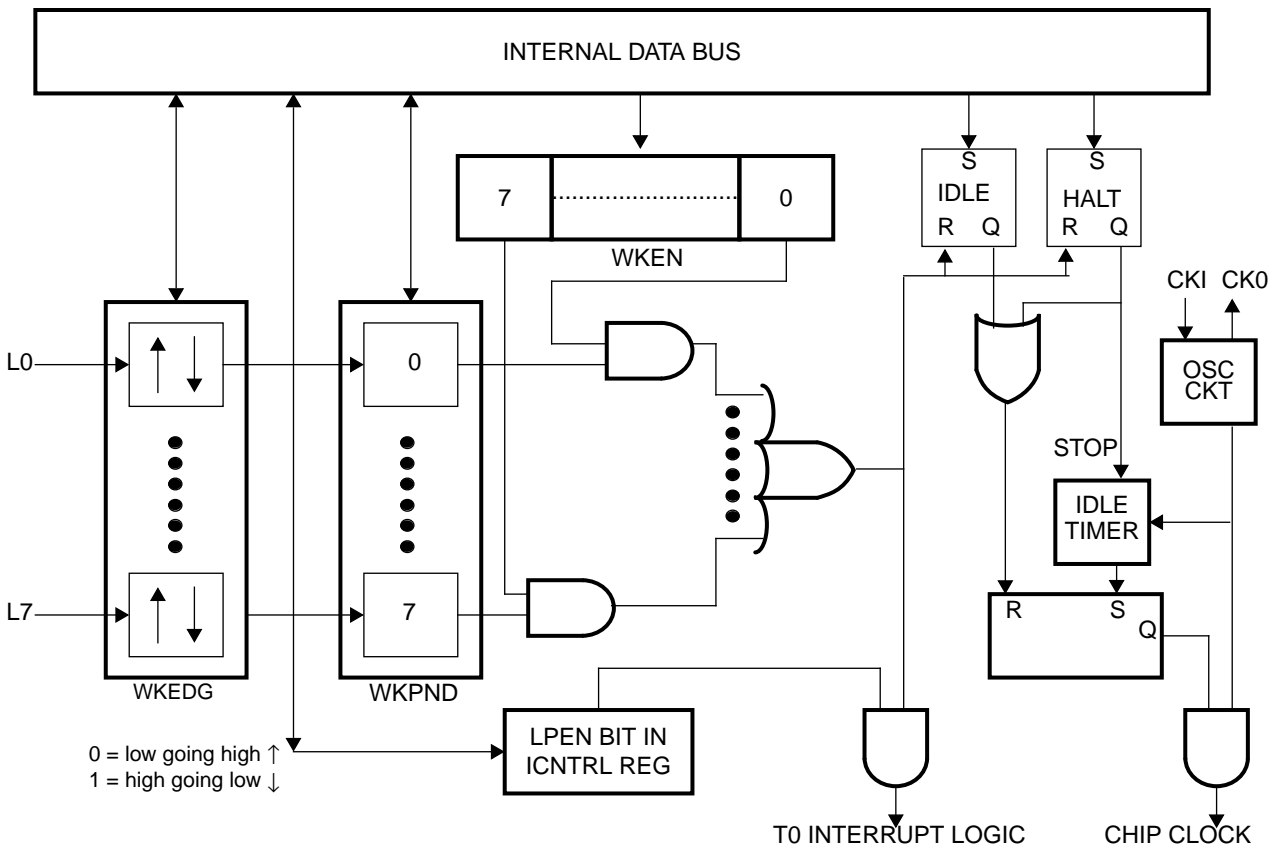 INTERNAL DATA BUS
7
0
WKEN
S
IDLE
R Q
S
HALT
R Q
CKI CK0
OSC
CKT
L0
0
STOP
IDLE
TIMER
L7
7
R S
Q
WKEDG
WKPND
0 = low going high ↑
1 = high going low ↓
LPEN BIT IN
ICNTRL REG
T0 INTERRUPT LOGIC
CHIP CLOCK